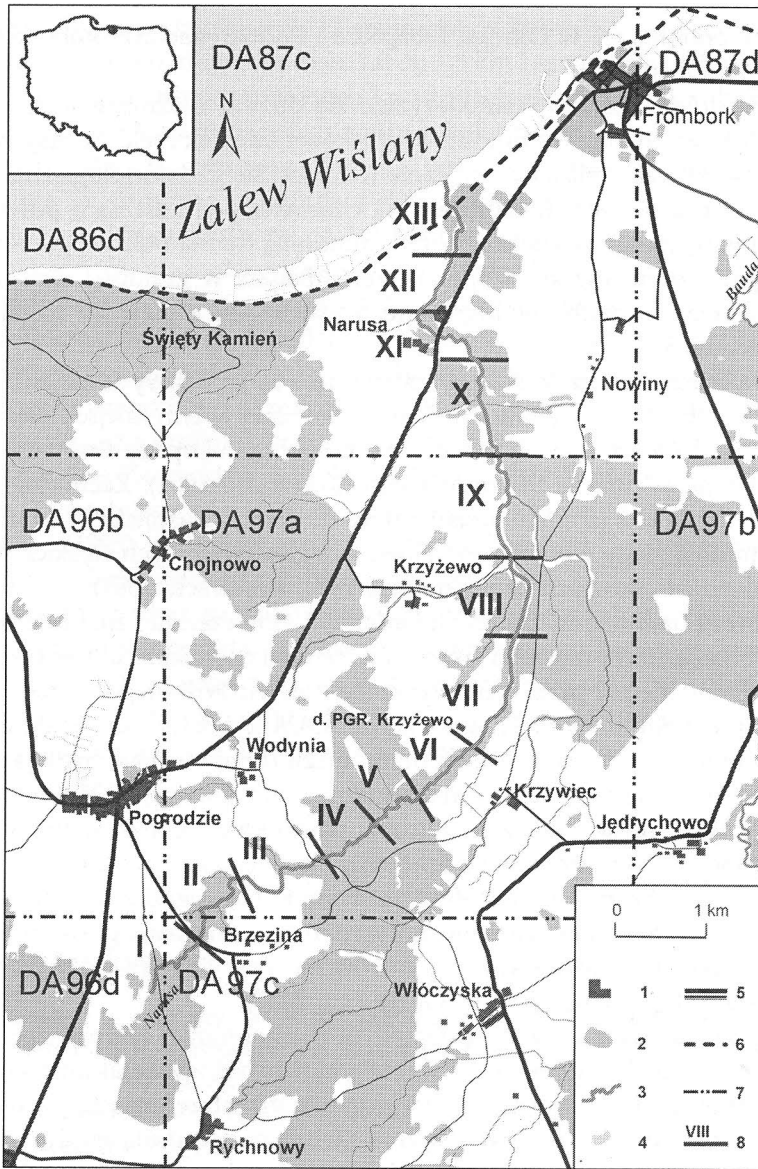 DA87c
DA87d
N
Frombork
Zalew Wiślany
XIII
DA86d
XII
Bauda
Święty Kamień
Narusa
XI
X
Nowiny
IX
DA96b
DA97a
DA97b
Chojnowo
Krzyżewo
VIII
VII
d. PGR. Krzyżewo
Wodynia
VI
V
Krzywiec
Pogrodzie
IV
Jędrychowo
III
II
0 1 km
I
Brzezina
DA96d
DA97c
Narusa
Włóczyska
Rychnowy
1
2
3
4
5
6
7
VIII
8